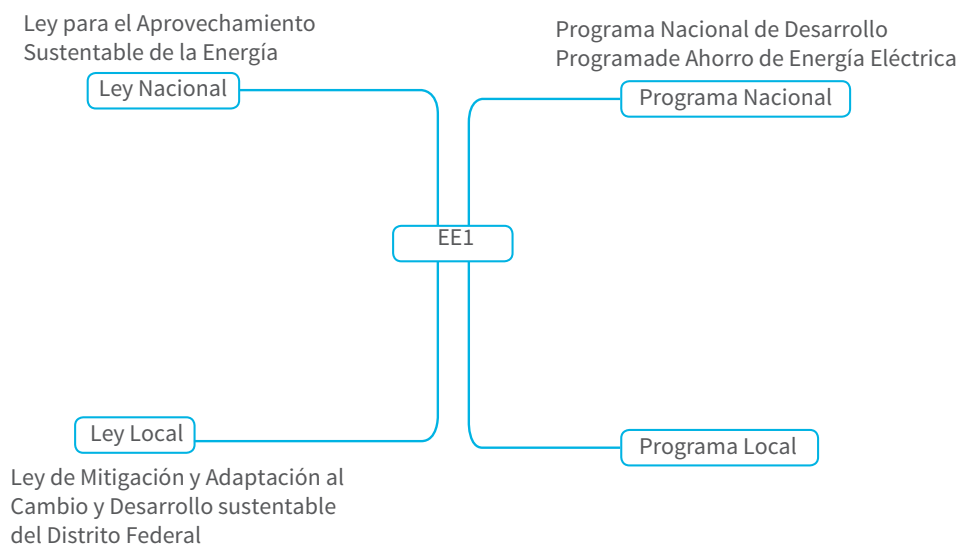 Ley para el Aprovechamiento
Sustentable de la Energía
Ley Nacional
Programa Nacional de Desarrollo
Programade Ahorro de Energía Eléctrica
Programa Nacional
EE1
Ley Local
Ley de Mitigación y Adaptación al
Cambio y Desarrollo sustentable
del Distrito Federal
Programa Local